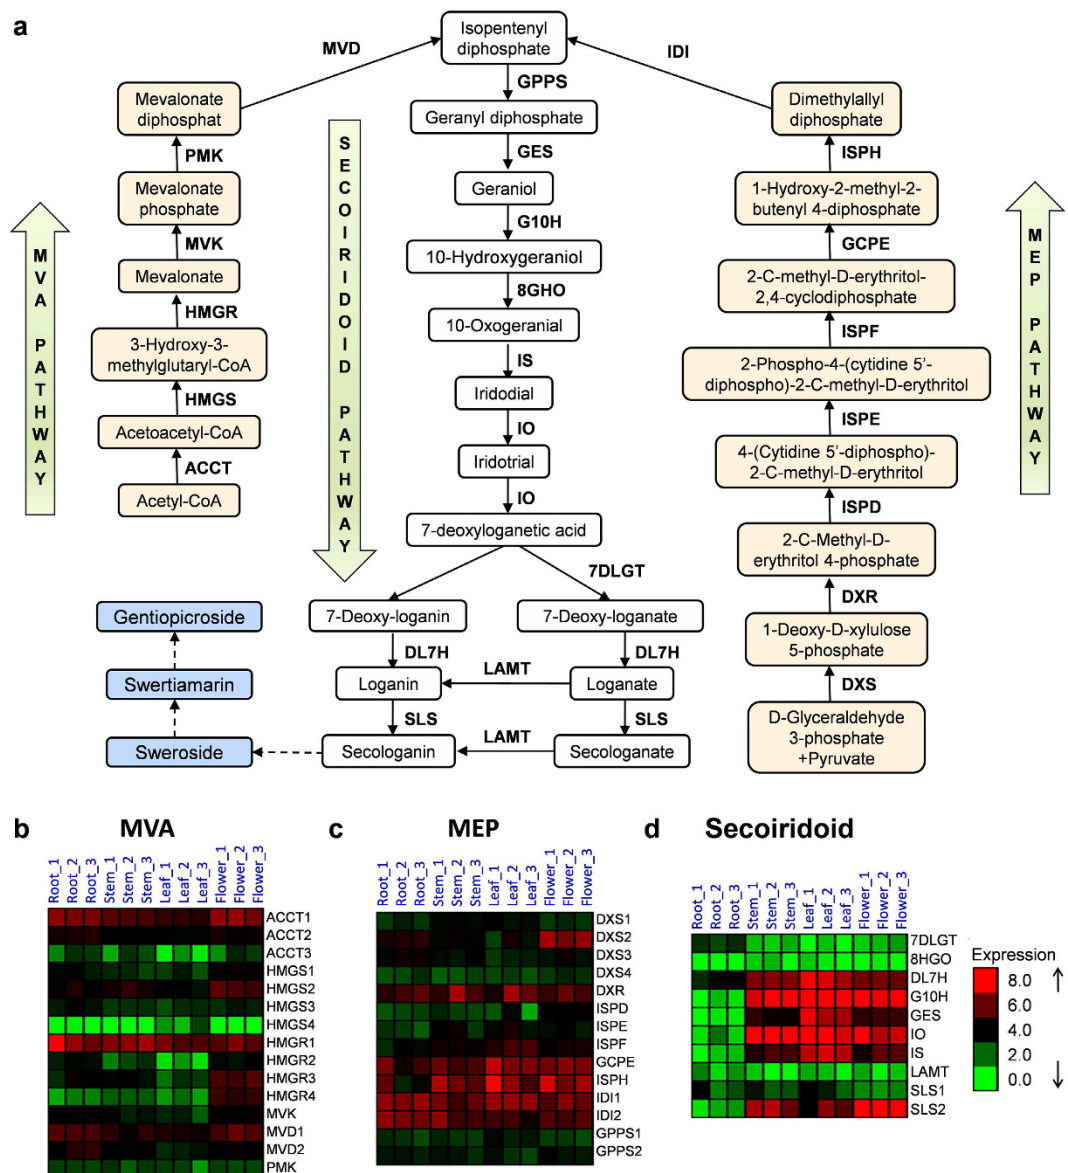 a
Isopentenyl
diphosphate
MVD
IDI
GPPS
Mevalonate
diphosphat
Geranyl diphosphate
Dimethylallyl
diphosphate
PMK
GES
ISPH
Mevalonate
phosphate
Geraniol
1-Hydroxy-2-methyl-2-
butenyl 4-diphosphate
MVK
G10H
GCPE
Mevalonate
10-Hydroxygeraniol
2-C-methyl-D-erythritol-
2,4-cyclodiphosphate
HMGR
8GHO
ISPF
3-Hydroxy-3-
methylglutaryl-CoA
10-Oxogeranial
2-Phospho-4-(cytidine 5'-
diphospho)-2-C-methyl-D-erythritol
HMGS
IS
ISPE
Acetoacetyl-CoA
Iridodial
4-(Cytidine 5'-diphospho)-
2-C-methyl-D-erythritol
ACCT
IO
ISPD
Acetyl-CoA
Iridotrial
2-C-Methyl-D-
erythritol 4-phosphate
IO
7-deoxyloganetic acid
MVA PATHWAY
SECOIRIDOID PATHWAY
MEP PATHWAY
7DLGT
DXR
Gentiopicroside
7-Deoxy-loganin
7-Deoxy-loganate
1-Deoxy-D-xylulose
5-phosphate
DL7H
DL7H
DXS
Swertiamarin
Loganin
LAMT
Loganate
SLS
SLS
D-Glyceraldehyde
3-phosphate
+Pyruvate
Sweroside
Secologanin
LAMT
Secologanate
b
MVA
Root_1
Root_2
Root_3
Stem_1
Stem_2
Stem_3
Leaf_1
Leaf_2
Leaf_3
Flower_1
Flower_2
Flower_3
ACCT1
ACCT2
ACCT3
HMGS1
HMGS2
HMGS3
HMGS4
HMGR1
HMGR2
HMGR3
HMGR4
MVK
MVD1
MVD2
PMK
c
MEP
Root_1
Root_2
Root_3
Stem_1
Stem_2
Stem_3
Leaf_1
Leaf_2
Leaf_3
Flower_1
Flower_2
Flower_3
DXS1
DXS2
DXS3
DXS4
DXR
ISPD
ISPE
ISPF
GCPE
ISPH
IDI1
IDI2
GPPS1
GPPS2
d
Secoiridoid
Root_1
Root_2
Root_3
Stem_1
Stem_2
Stem_3
Leaf_1
Leaf_2
Leaf_3
Flower_1
Flower_2
Flower_3
7DLGT
8HGO
DL7H
G10H
GES
IO
IS
LAMT
SLS1
SLS2
Expression
8.0
6.0
4.0
2.0
0.0